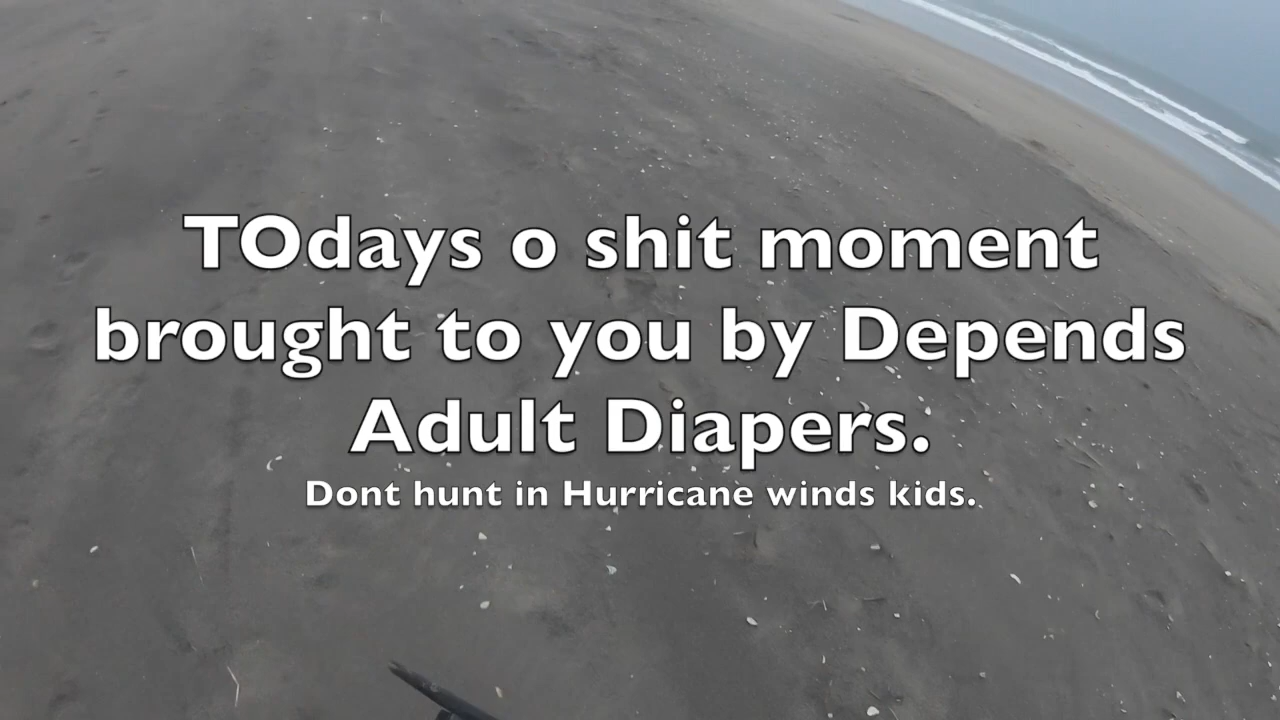 TOdays o shit moment
brought to you by Depends
Adult Diapers.
Dont hunt in Hurricane winds kids.